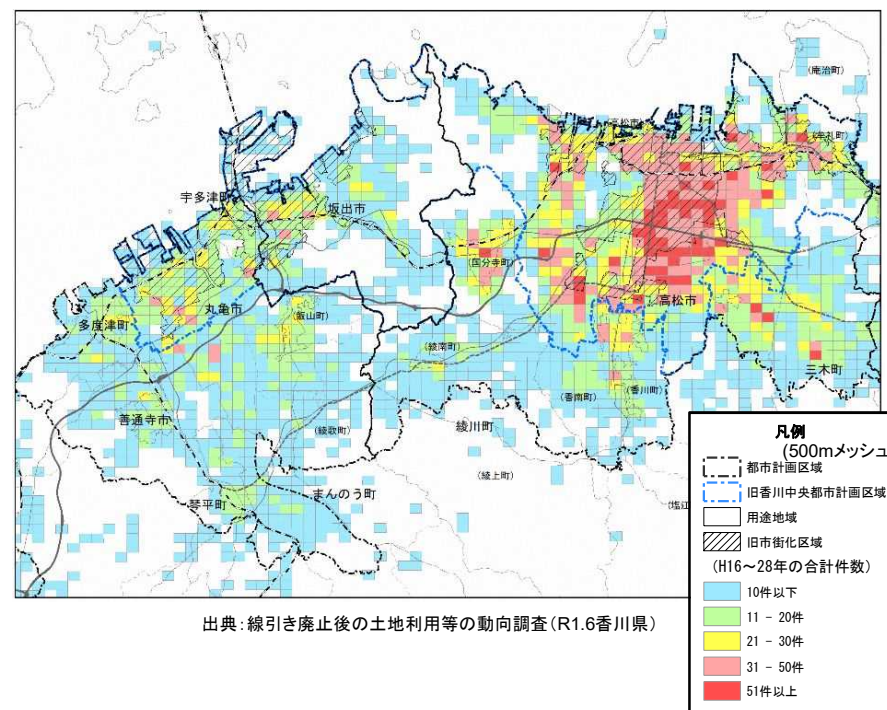 (庵治町)
高松市
(牟礼町)
宇多津町
坂出市
(国分寺町)
丸亀市
高松市
多度津町
(飯山町)
(綾南町)
三木町
(香南町)
(香川町)
善通寺市
(綾歌町)
綾川町
(綾上町)
まんのう町
琴平町
(塩江
凡例
(500mメッシュ
都市計画区域
旧香川中央都市計画区域
用途地域
旧市街化区域
(H16～28年の合計件数)
10件以下
11 - 20件
21 - 30件
31 - 50件
51件以上
出典：線引き廃止後の土地利用等の動向調査(R1.6香川県)